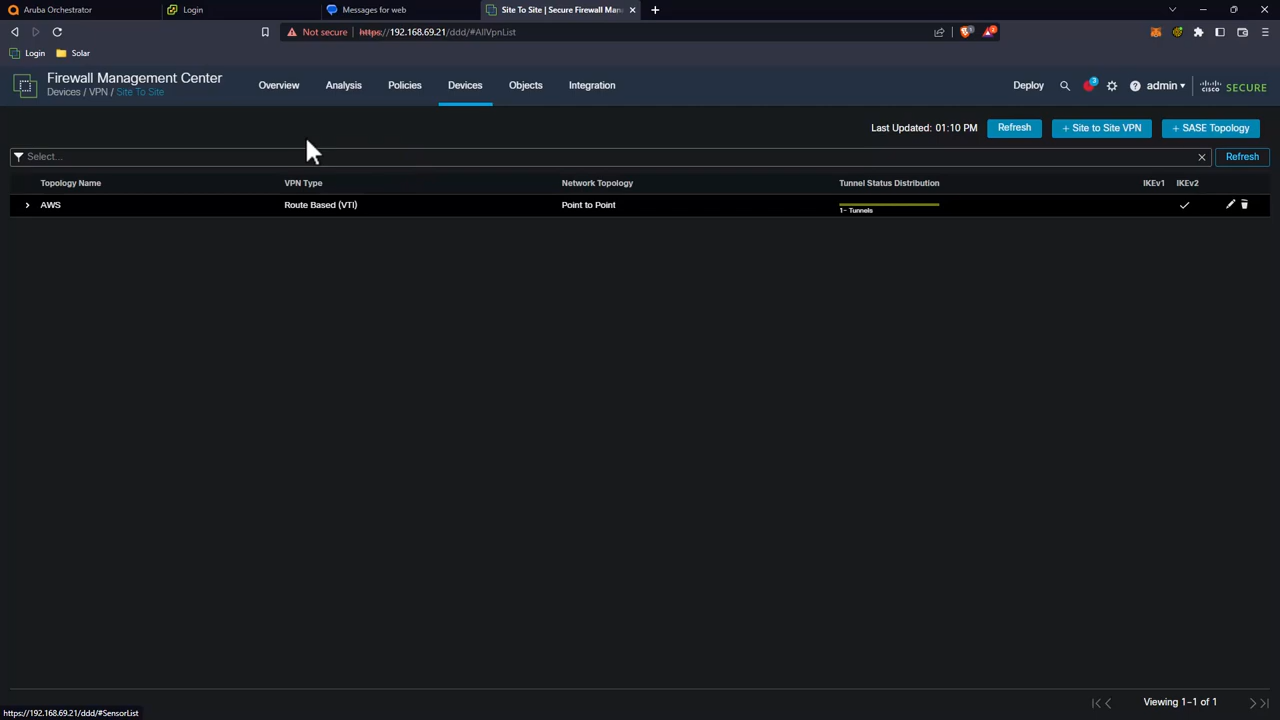 Aruba Orchestrator
Login
Messages for web
Site To Site | Secure Firewall Man
Not secure https://192.168.69.21/ddd/#AllVpnList
Login Solar
Firewall Management Center
Devices / VPN / Site To Site
Overview Analysis Policies Devices Objects Integration
Deploy 3 admin cisco SECURE
Last Updated: 01:10 PM Refresh + Site to Site VPN + SASE Topology
Select... Refresh
Topology Name VPN Type Network Topology Tunnel Status Distribution IKEv1 IKEv2
AWS Route Based (VTI) Point to Point 1- Tunnels
Viewing 1-1 of 1
https://192.168.69.21/ddd/#SensorList